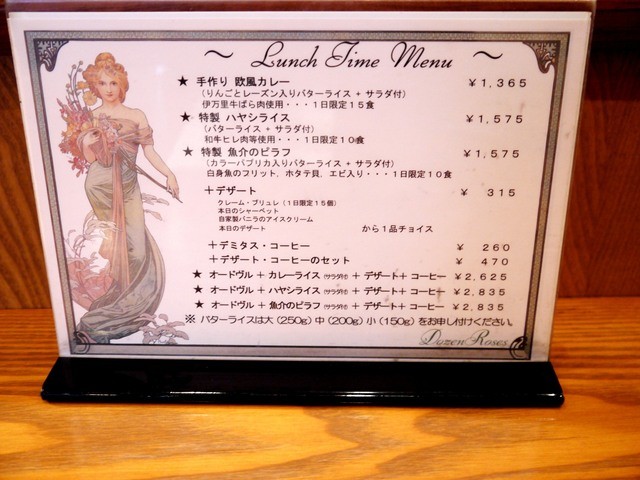 ～ Lunch Time Menu ～
★ 手作り 欧風カレー ￥１,３６５
（りんごとレーズン入りバターライス + サラダ付）
伊万里牛ばら肉使用・・・１日限定１５食
★ 特製 ハヤシライス ￥１,５７５
（バターライス + サラダ付）
和牛ヒレ肉等使用・・・１日限定１０食
★ 特製 魚介のピラフ ￥１,５７５
（カラーパプリカ入りバターライス + サラダ付）
白身魚のフリット，ホタテ貝，エビ入り・・・１日限定１０食
＋デザート ￥ ３１５
クレーム・ブリュレ（１日限定１５個）
本日のシャーベット
自家製バニラのアイスクリーム
本日のデザート から１品チョイス
＋デミタス・コーヒー ￥ ２６０
＋デザート・コーヒーのセット ￥ ４７０
★ オードヴル ＋ カレーライス（サラダ付）＋ デザート＋ コーヒー ￥２,６２５
★ オードヴル ＋ ハヤシライス（サラダ付）＋ デザート＋ コーヒー ￥２,８３５
★ オードヴル ＋ 魚介のピラフ（サラダ付）＋ デザート＋ コーヒー ￥２,８３５
※ バターライスは大（250g）中（200g）小（150g）をお申し付けください。
Dozen Roses